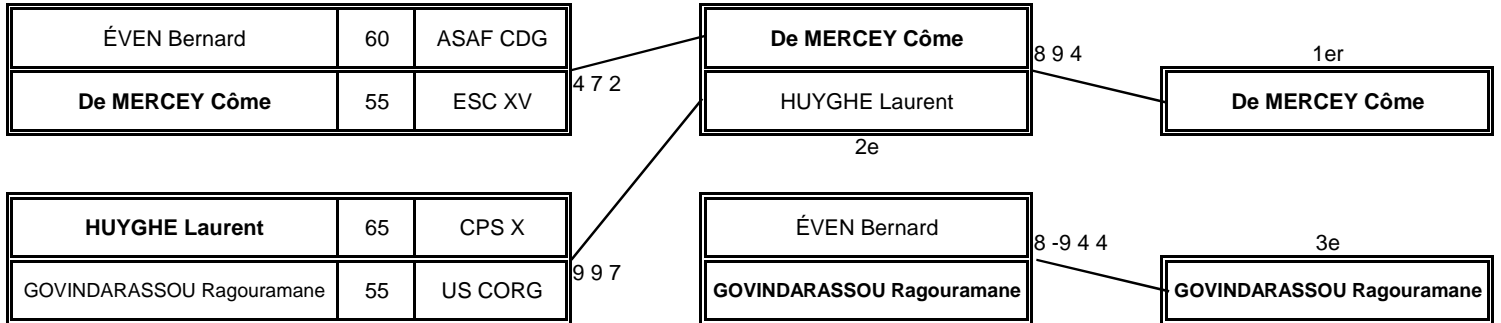 ÉVEN Bernard 60 ASAF CDG
De MERCEY Côme 55 ESC XV
4 7 2
De MERCEY Côme
HUYGHE Laurent
2e
8 9 4
1er
De MERCEY Côme
HUYGHE Laurent 65 CPS X
GOVINDARASSOU Ragouramane 55 US CORG
9 9 7
ÉVEN Bernard
GOVINDARASSOU Ragouramane
8 -9 4 4
3e
GOVINDARASSOU Ragouramane